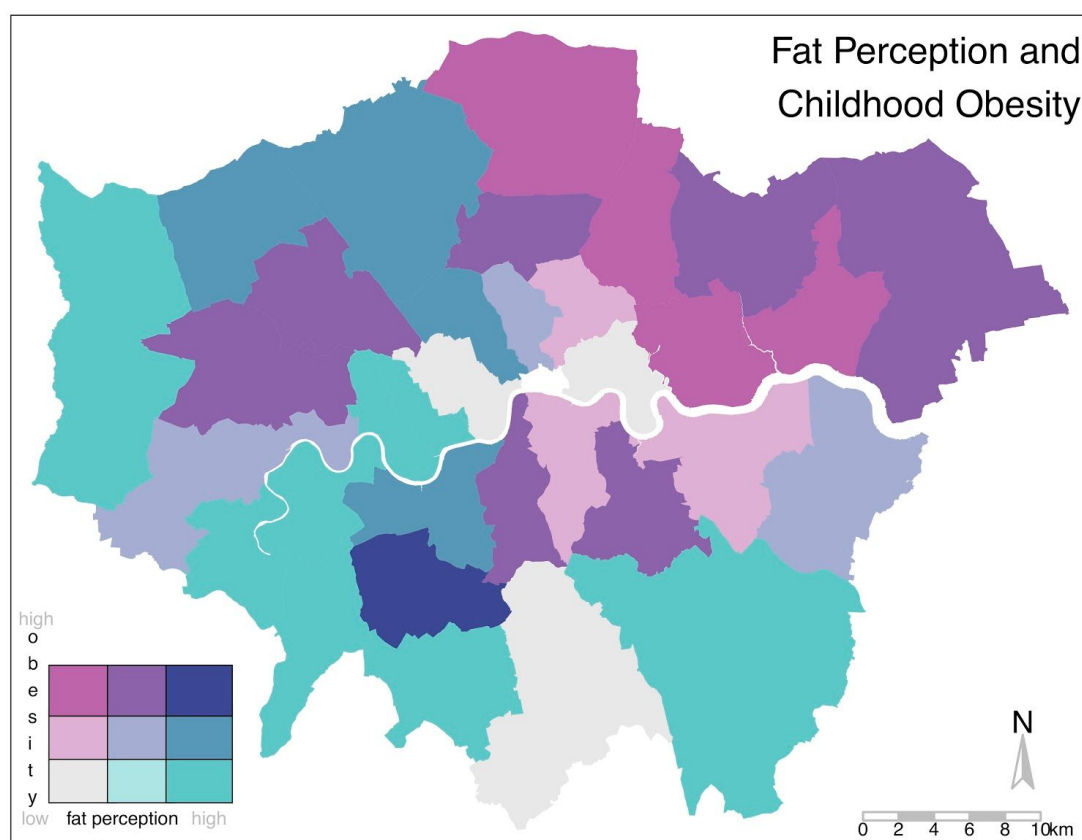 Fat Perception and
Childhood Obesity
high
o
b
e
s
i
t
y
low fat perception high
N
0 2 4 6 8 10km